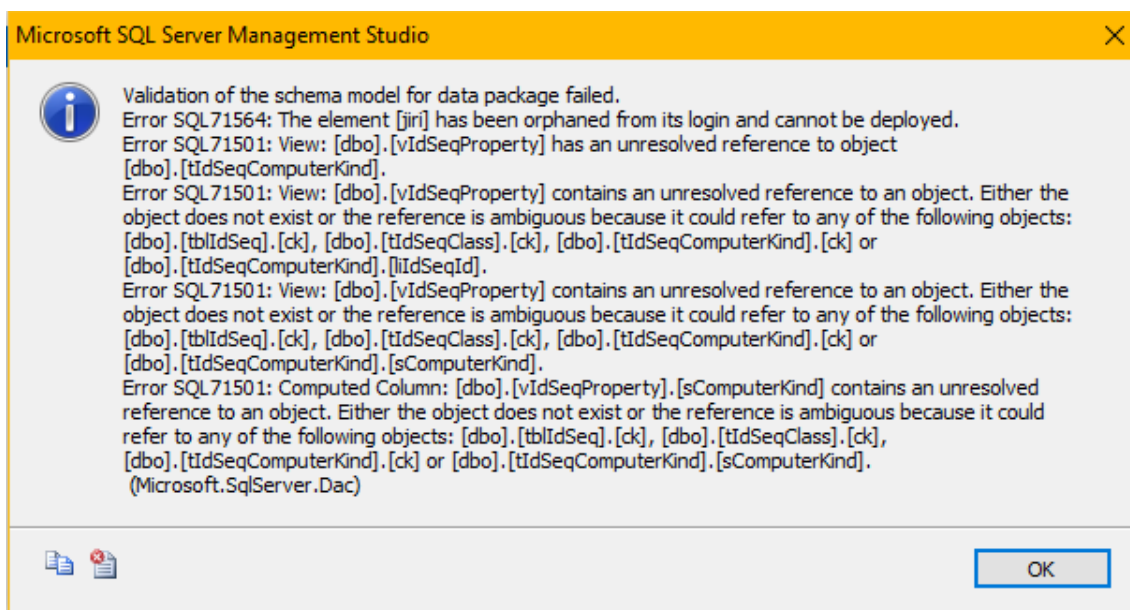 Microsoft SQL Server Management Studio
Validation of the schema model for data package failed.
Error SQL71564: The element [jiri] has been orphaned from its login and cannot be deployed.
Error SQL71501: View: [dbo].[vIdSeqProperty] has an unresolved reference to object
[dbo].[tIdSeqComputerKind].
Error SQL71501: View: [dbo].[vIdSeqProperty] contains an unresolved reference to an object. Either the
object does not exist or the reference is ambiguous because it could refer to any of the following objects:
[dbo].[tblIdSeq].[ck], [dbo].[tIdSeqClass].[ck], [dbo].[tIdSeqComputerKind].[ck] or
[dbo].[tIdSeqComputerKind].[liIdSeqId].
Error SQL71501: View: [dbo].[vIdSeqProperty] contains an unresolved reference to an object. Either the
object does not exist or the reference is ambiguous because it could refer to any of the following objects:
[dbo].[tblIdSeq].[ck], [dbo].[tIdSeqClass].[ck], [dbo].[tIdSeqComputerKind].[ck] or
[dbo].[tIdSeqComputerKind].[sComputerKind].
Error SQL71501: Computed Column: [dbo].[vIdSeqProperty].[sComputerKind] contains an unresolved
reference to an object. Either the object does not exist or the reference is ambiguous because it could
refer to any of the following objects: [dbo].[tblIdSeq].[ck], [dbo].[tIdSeqClass].[ck],
[dbo].[tIdSeqComputerKind].[ck] or [dbo].[tIdSeqComputerKind].[sComputerKind].
(Microsoft.SqlServer.Dac)
OK